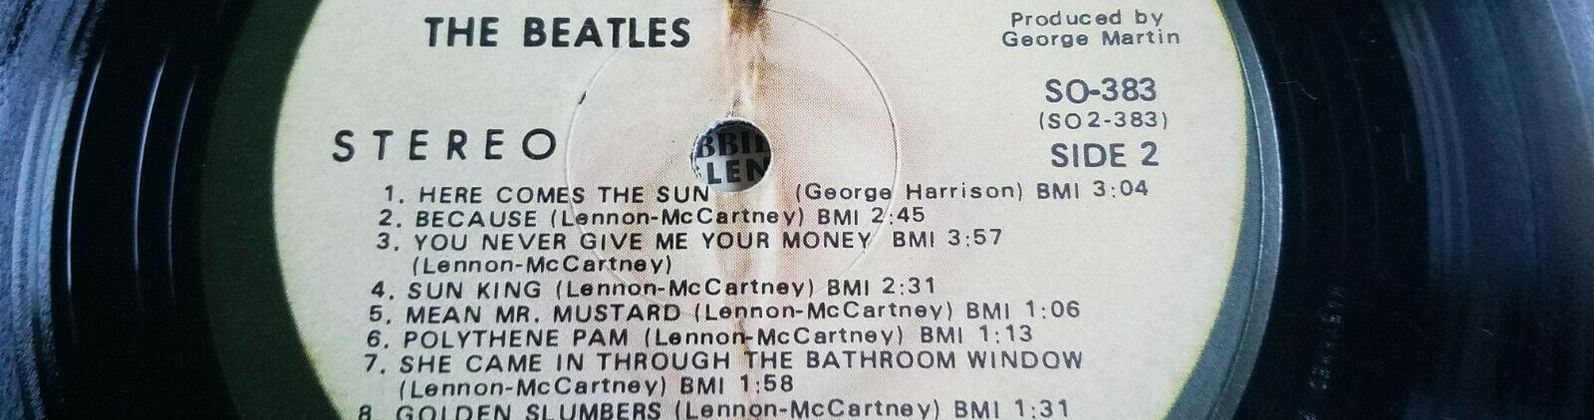 THE BEATLES
Produced by
George Martin
SO-383
(SO2-383)
STEREO
SIDE 2
1. HERE COMES THE SUN (George Harrison) BMI 3:04
2. BECAUSE (Lennon-McCartney) BMI 2:45
3. YOU NEVER GIVE ME YOUR MONEY BMI 3:57
(Lennon-McCartney)
4. SUN KING (Lennon-McCartney) BMI 2:31
5. MEAN MR. MUSTARD (Lennon-McCartney) BMI 1:06
6. POLYTHENE PAM (Lennon-McCartney) BMI 1:13
7. SHE CAME IN THROUGH THE BATHROOM WINDOW
(Lennon-McCartney) BMI 1:58
8. GOLDEN SLUMBERS (Lennon-McCartney) BMI 1:31